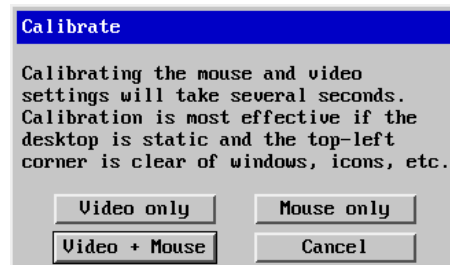 Calibrate
Calibrating the mouse and video
settings will take several seconds.
Calibration is most effective if the
desktop is static and the top-left
corner is clear of windows, icons, etc.
Video only
Mouse only
Video + Mouse
Cancel